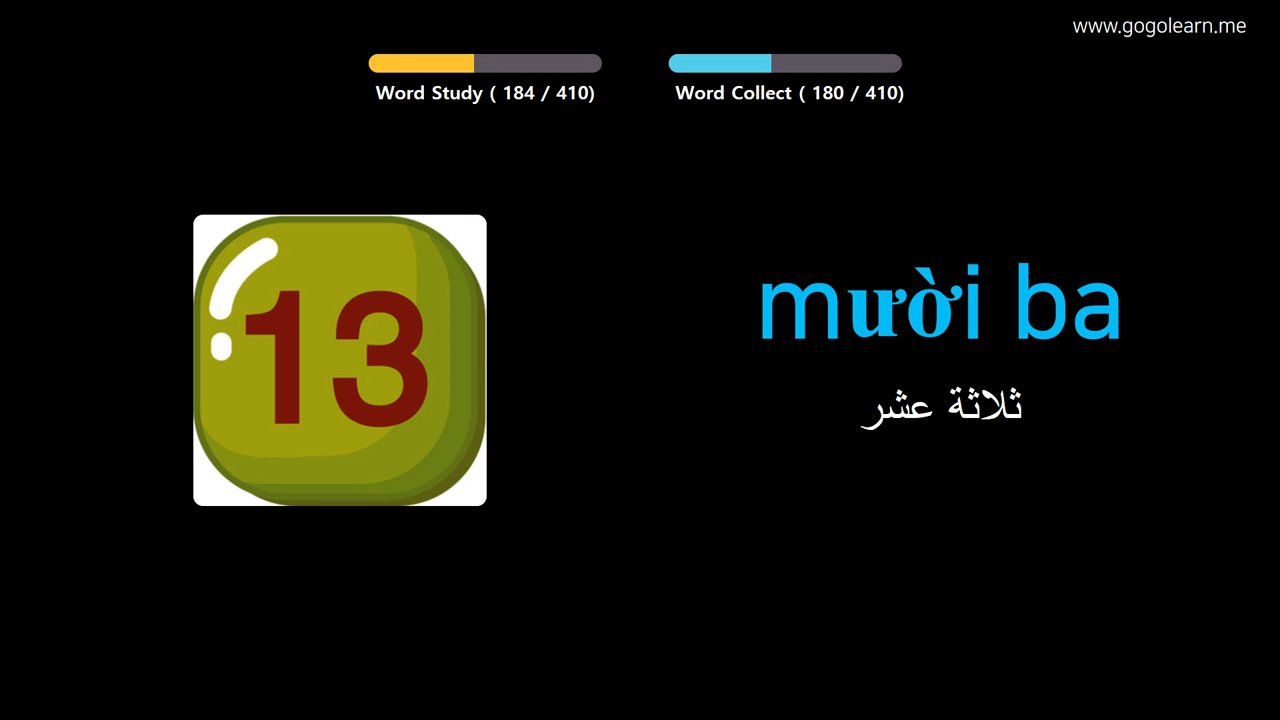 www.gogolearn.me
Word Study ( 184 / 410)
Word Collect ( 180 / 410)
13
mười ba
ثلاثة عشر